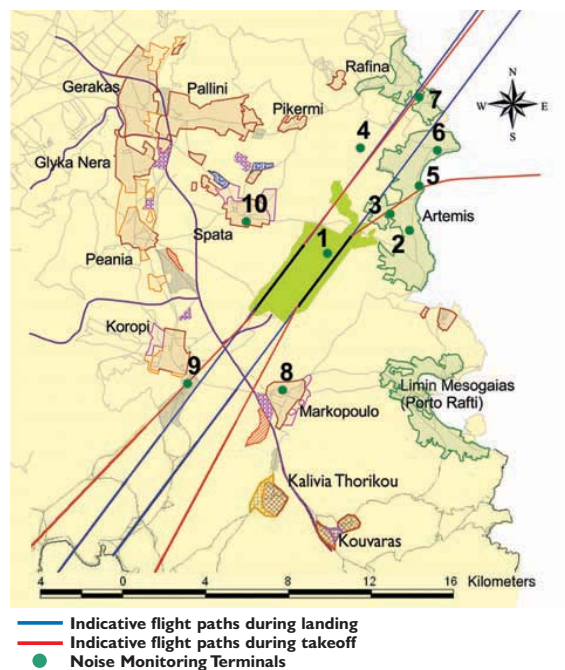 Rafina
Gerakas
Pallini
7
Pikermi
N
W E
S
4
6
Glyka Nera
5
10
3
Artemis
Spata
1
2
Peania
Koropi
9
8
Limin Mesogaias
(Porto Rafti)
Markopoulo
Kalivia Thorikou
Kouvaras
4 0 4 8 12 16 Kilometers
Indicative flight paths during landing
Indicative flight paths during takeoff
Noise Monitoring Terminals